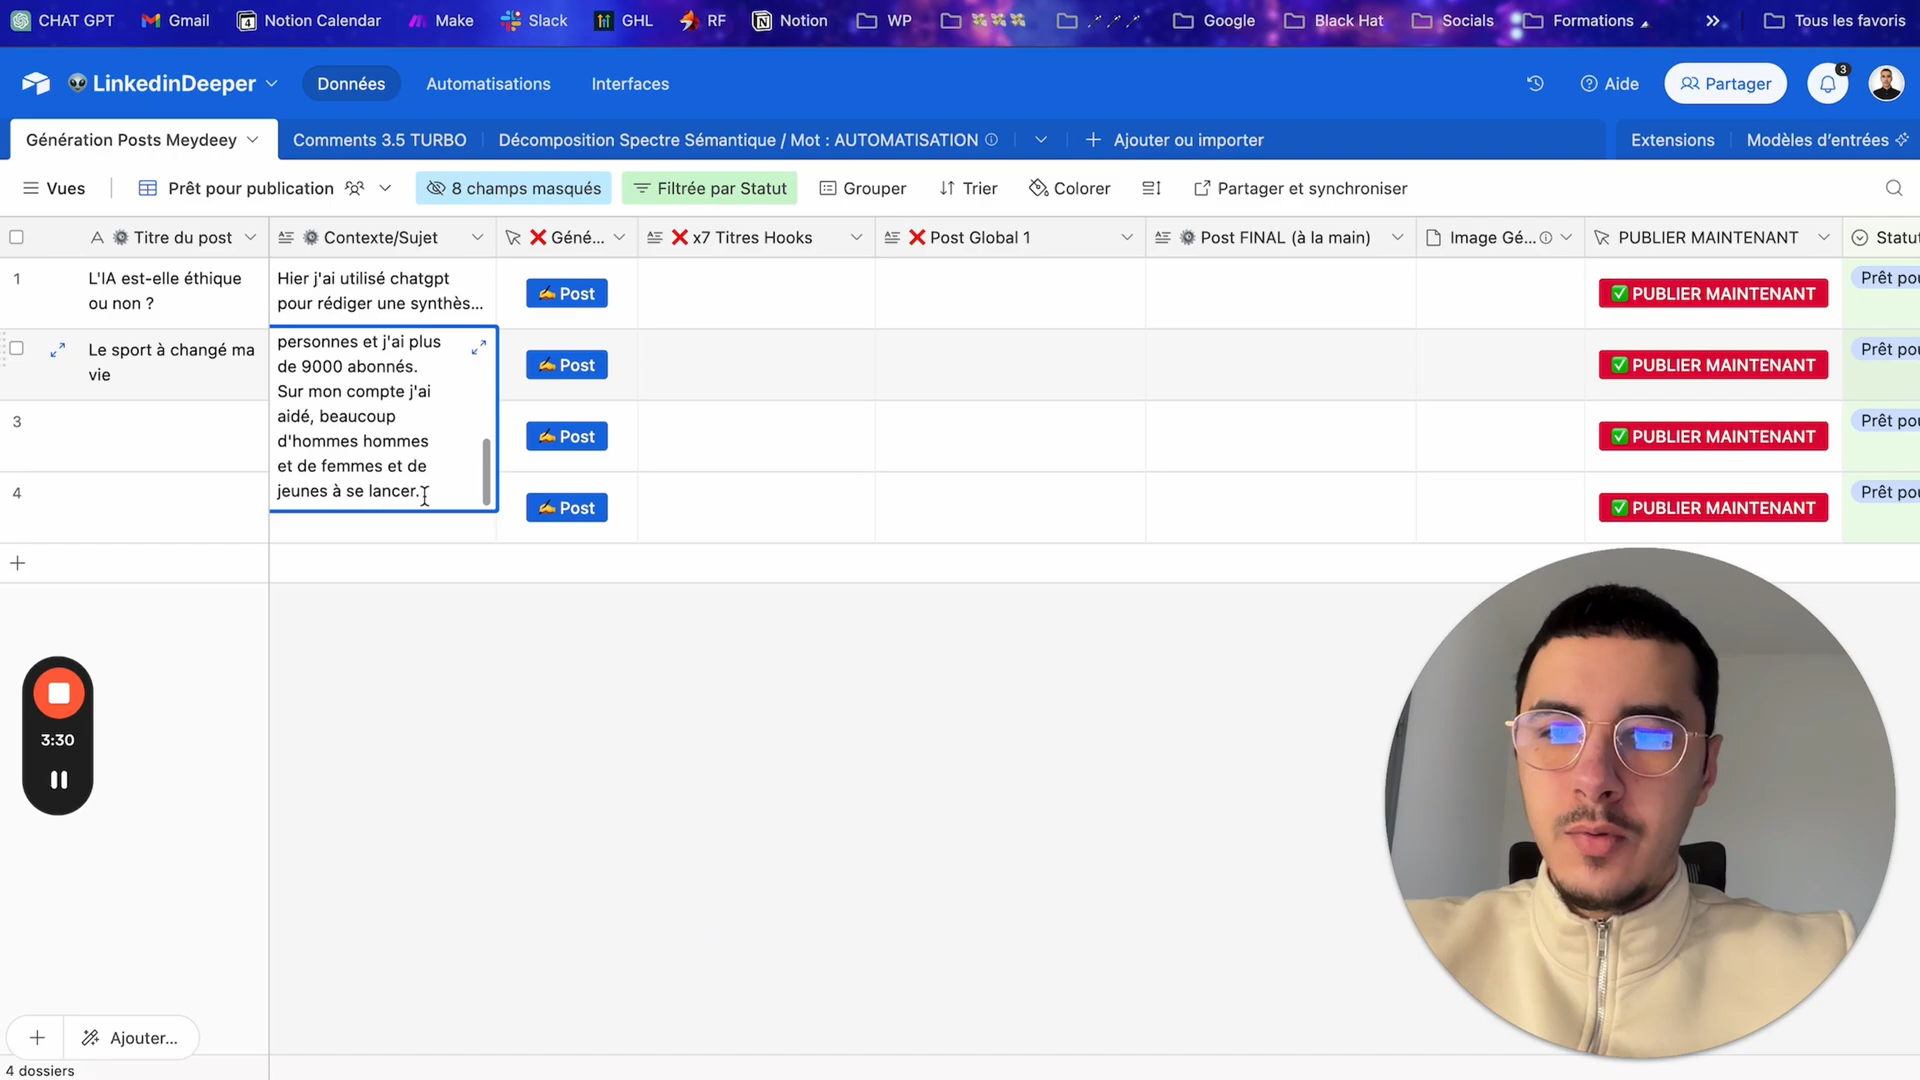 CHAT GPT Gmail 4 Notion Calendar Make Slack GHL RF Notion WP Google Black Hat Socials Formations Tous les favoris
LinkedinDeeper Données Automatisations Interfaces Aide Partager 3
Génération Posts Meydeey Comments 3.5 TURBO Décomposition Spectre Sémantique / Mot : AUTOMATISATION Ajouter ou importer Extensions Modèles d'entrées
Vues Prêt pour publication 8 champs masqués Filtrée par Statut Grouper Trier Colorer Partager et synchroniser
Titre du post Contexte/Sujet ❌ Géné... ❌ x7 Titres Hooks ❌ Post Global 1 Post FINAL (à la main) Image Gé... PUBLIER MAINTENANT Statu
1 L'IA est-elle éthique ou non ? Hier j'ai utilisé chatgpt pour rédiger une synthès... ✍️ Post ✅ PUBLIER MAINTENANT Prêt pou
Le sport à changé ma vie
personnes et j'ai plus
de 9000 abonnés.
Sur mon compte j'ai
aidé, beaucoup
d'hommes hommes
et de femmes et de
jeunes à se lancer.
✍️ Post ✅ PUBLIER MAINTENANT Prêt pou
3 ✍️ Post ✅ PUBLIER MAINTENANT Prêt pou
4 ✍️ Post ✅ PUBLIER MAINTENANT Prêt pou
3:30
Ajouter...
4 dossiers